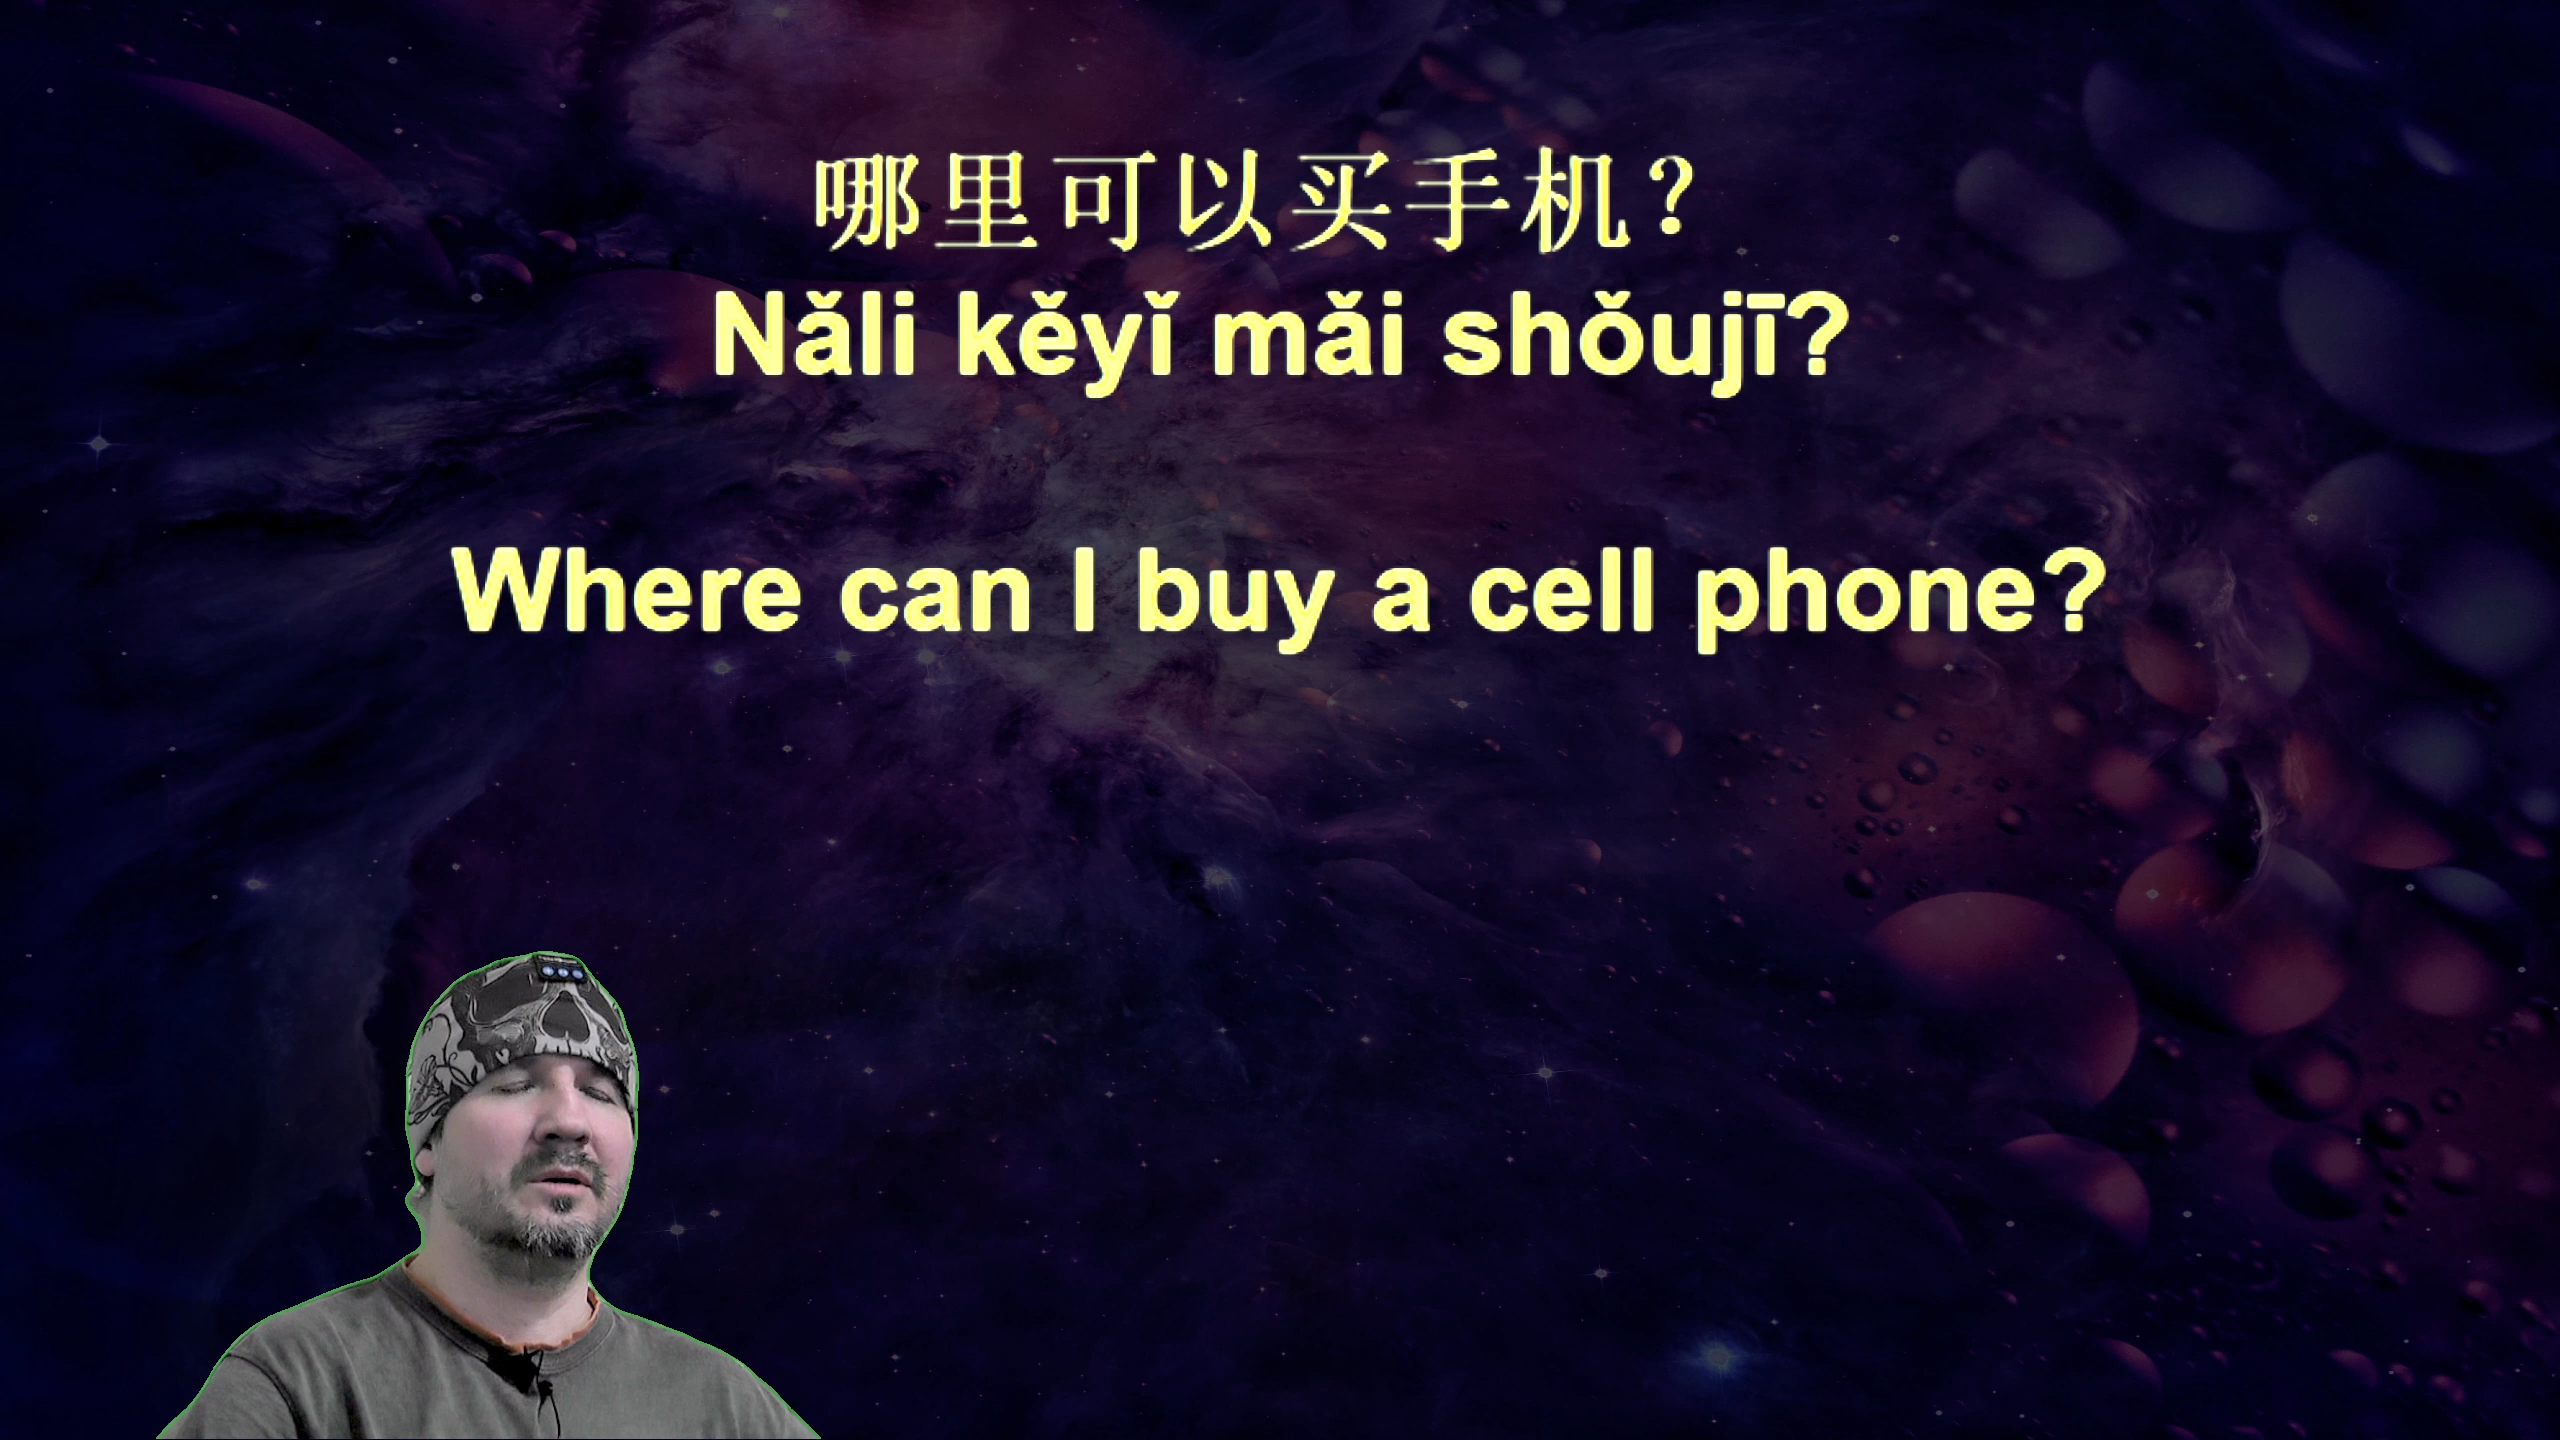 哪里可以买手机？
Nǎli kěyǐ mǎi shǒujī?
Where can I buy a cell phone?